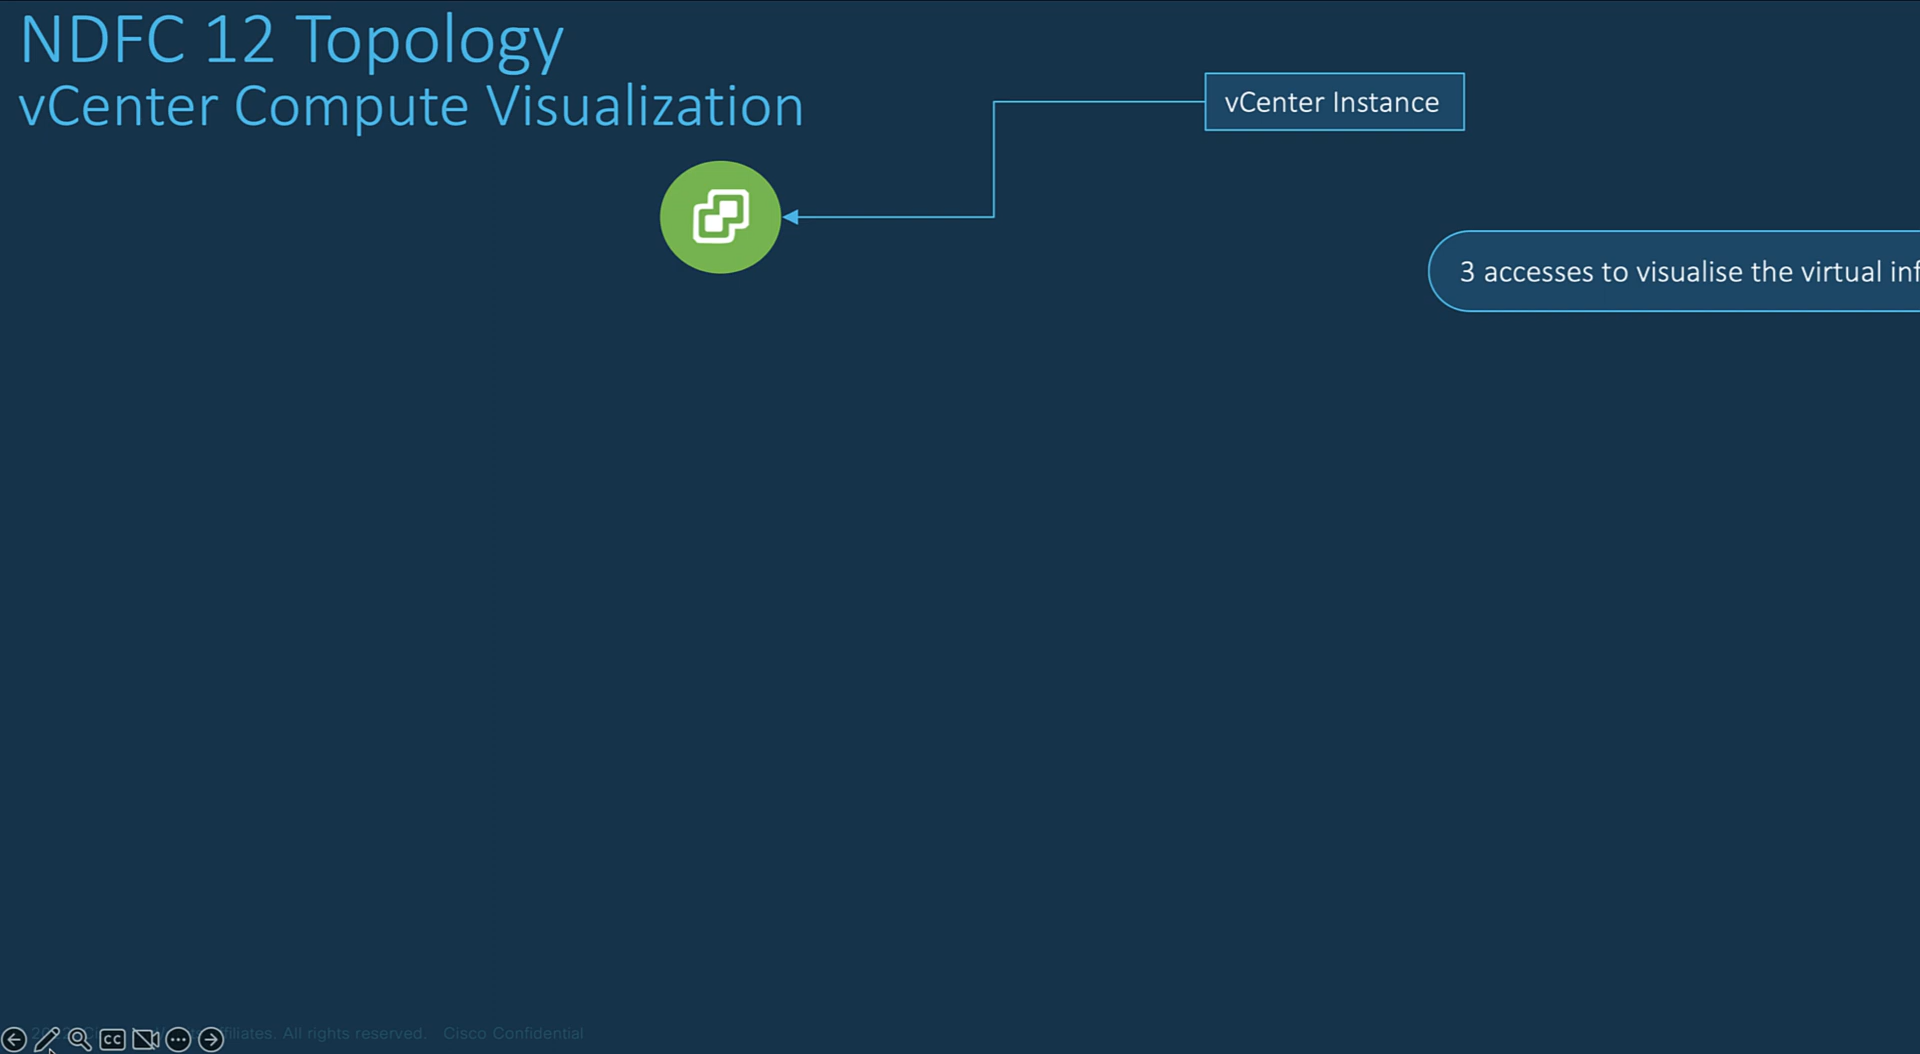 NDFC 12 Topology
vCenter Compute Visualization
vCenter Instance
3 accesses to visualise the virtual inf
filiates. All rights reserved. Cisco Confidential
CC